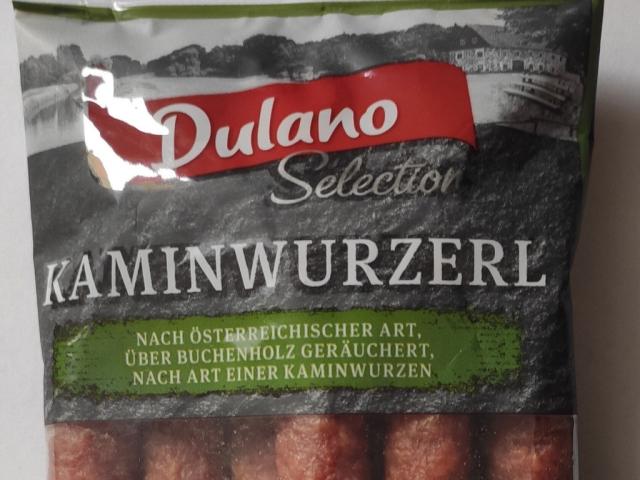 Dulano
Selection
KAMINWURZERL
NACH ÖSTERREICHISCHER ART,
ÜBER BUCHENHOLZ GERÄUCHERT,
NACH ART EINER KAMINWURZEN